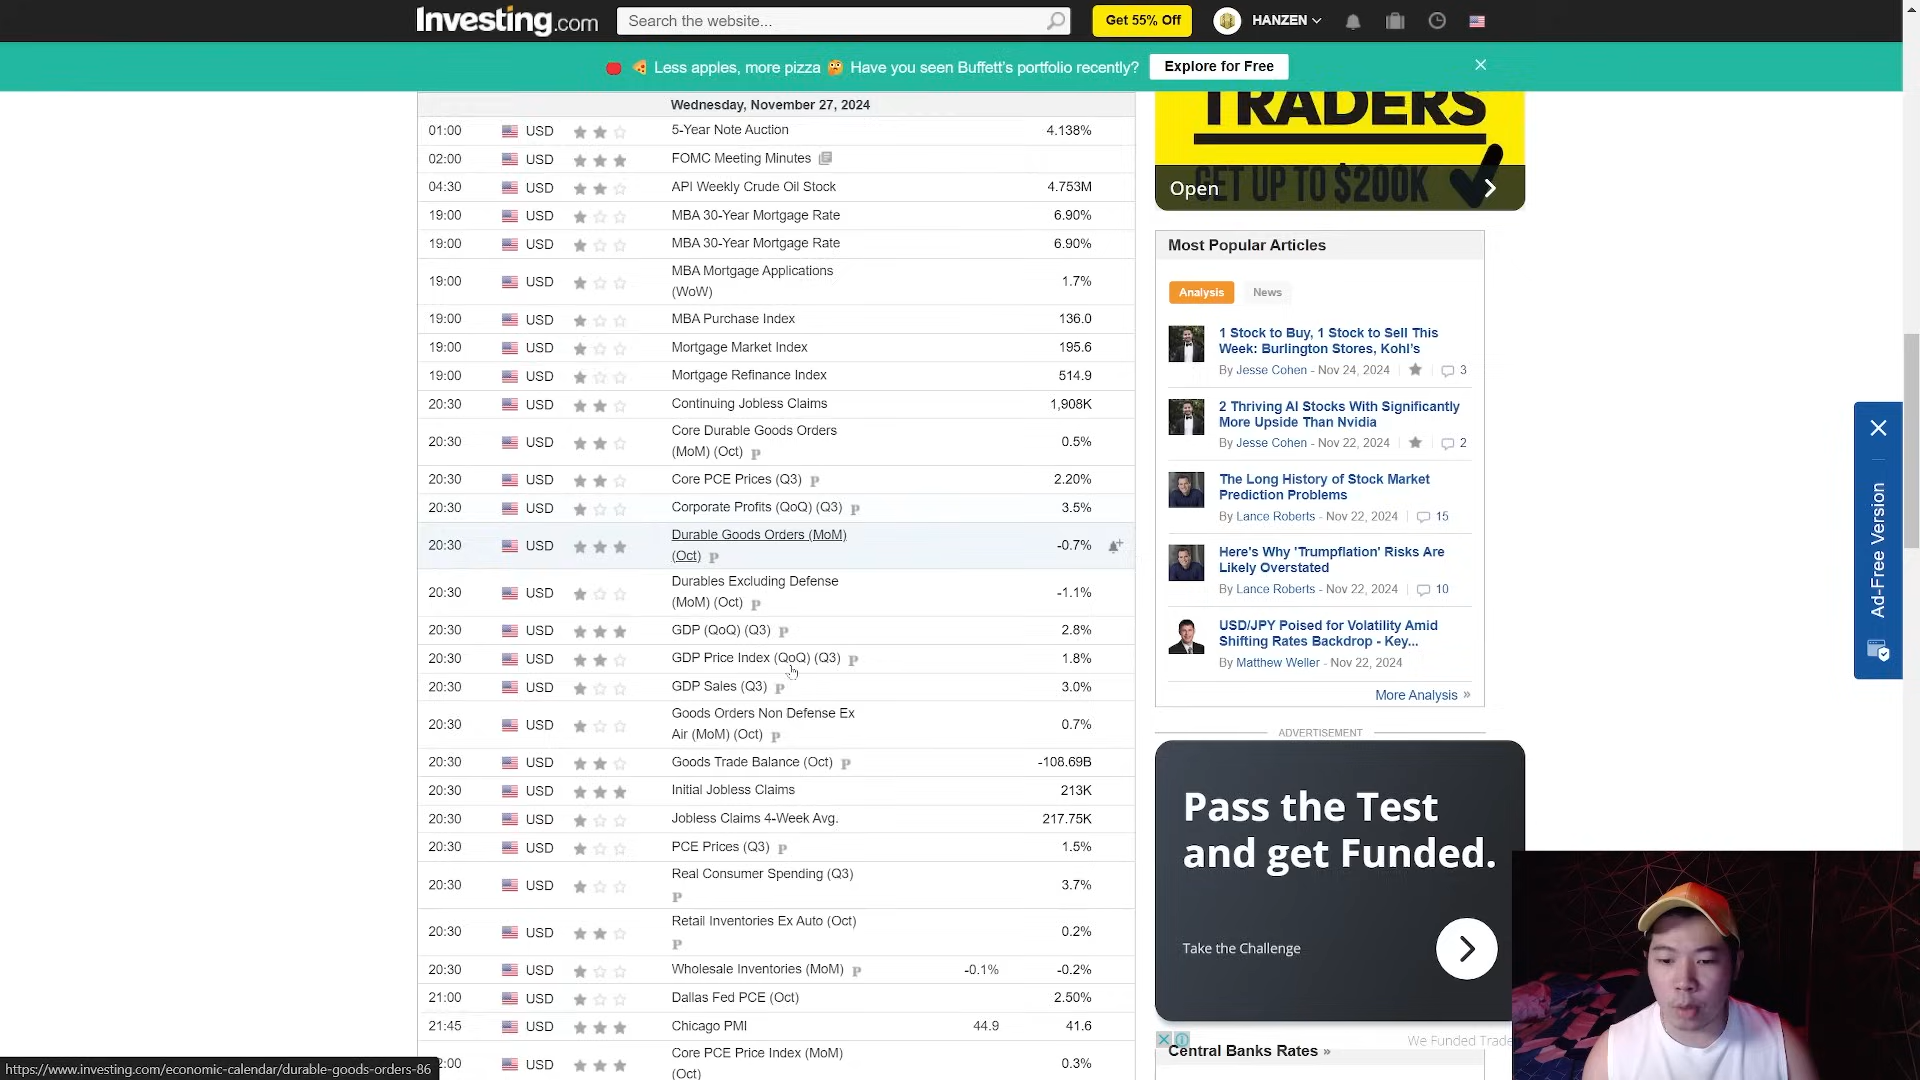 Investing.com
Search the website...
Get 55% Off
HANZEN
Less apples, more pizza Have you seen Buffett's portfolio recently?
Explore for Free
Wednesday, November 27, 2024
01:00 USD 5-Year Note Auction 4.138%
02:00 USD FOMC Meeting Minutes
04:30 USD API Weekly Crude Oil Stock 4.753M
19:00 USD MBA 30-Year Mortgage Rate 6.90%
19:00 USD MBA 30-Year Mortgage Rate 6.90%
19:00 USD MBA Mortgage Applications
(WoW) 1.7%
19:00 USD MBA Purchase Index 136.0
19:00 USD Mortgage Market Index 195.6
19:00 USD Mortgage Refinance Index 514.9
20:30 USD Continuing Jobless Claims 1,908K
20:30 USD Core Durable Goods Orders
(MoM) (Oct) P 0.5%
20:30 USD Core PCE Prices (Q3) P 2.20%
20:30 USD Corporate Profits (QoQ) (Q3) P 3.5%
20:30 USD Durable Goods Orders (MoM)
(Oct) P -0.7%
20:30 USD Durables Excluding Defense
(MoM) (Oct) P -1.1%
20:30 USD GDP (QoQ) (Q3) P 2.8%
20:30 USD GDP Price Index (QoQ) (Q3) P 1.8%
20:30 USD GDP Sales (Q3) P 3.0%
20:30 USD Goods Orders Non Defense Ex
Air (MoM) (Oct) P 0.7%
20:30 USD Goods Trade Balance (Oct) P -108.69B
20:30 USD Initial Jobless Claims 213K
20:30 USD Jobless Claims 4-Week Avg. 217.75K
20:30 USD PCE Prices (Q3) P 1.5%
20:30 USD Real Consumer Spending (Q3)
P 3.7%
20:30 USD Retail Inventories Ex Auto (Oct)
P 0.2%
20:30 USD Wholesale Inventories (MoM) P -0.1% -0.2%
21:00 USD Dallas Fed PCE (Oct) 2.50%
21:45 USD Chicago PMI 44.9 41.6
2:00 USD Core PCE Price Index (MoM)
(Oct) 0.3%
https://www.investing.com/economic-calendar/durable-goods-orders-86
TRADERS
GET UP TO $200K
Open
Most Popular Articles
Analysis News
1 Stock to Buy, 1 Stock to Sell This
Week: Burlington Stores, Kohl's
By Jesse Cohen - Nov 24, 2024 3
2 Thriving AI Stocks With Significantly
More Upside Than Nvidia
By Jesse Cohen - Nov 22, 2024 2
The Long History of Stock Market
Prediction Problems
By Lance Roberts - Nov 22, 2024 15
Here's Why 'Trumpflation' Risks Are
Likely Overstated
By Lance Roberts - Nov 22, 2024 10
USD/JPY Poised for Volatility Amid
Shifting Rates Backdrop - Key...
By Matthew Weller - Nov 22, 2024
More Analysis »
ADVERTISEMENT
Pass the Test
and get Funded.
Take the Challenge
We Funded Trade
Central Banks Rates »
Ad-Free Version